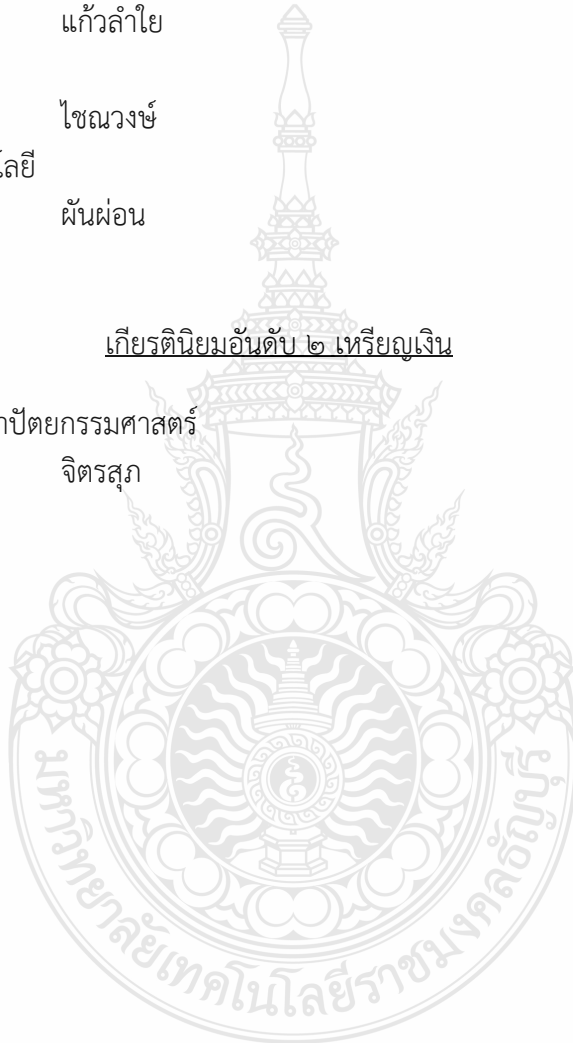 แก้วลำใย
ไชณวงษ์
โลยี
ผันผ่อน
เกียรตินิยมอันดับ ๒ เหรียญเงิน
าปัตยกรรมศาสตร์
จิตรสุภ
มหาวิทยาลัยเทคโนโลยีราชมงคลธัญบุรี